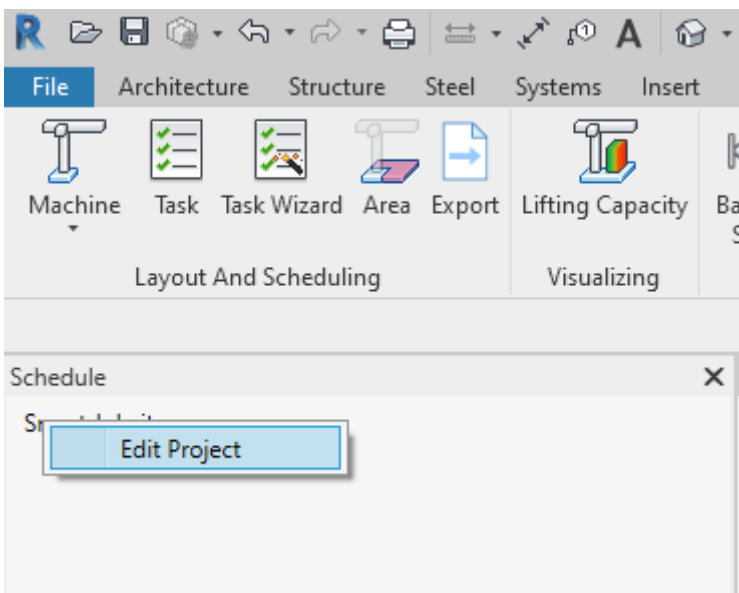 File Architecture Structure Steel Systems Insert
Machine Task Task Wizard Area Export Lifting Capacity
Layout And Scheduling Visualizing
Schedule
Edit Project